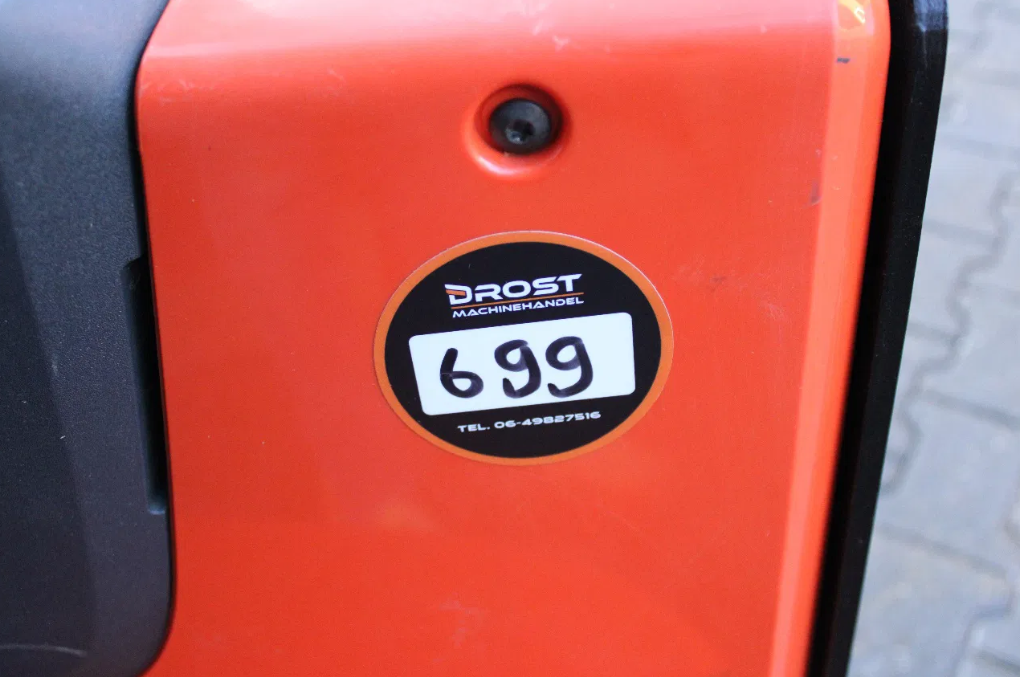 DROST
MACHINEHANDEL
699
TEL. 06-49827516